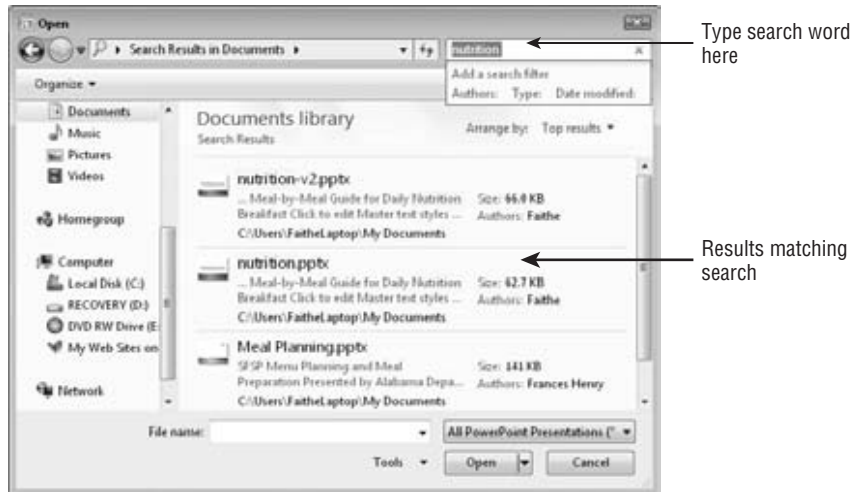 Open
Search Results in Documents
nutrition
Type search word
here
Add a search filter
Authors: Type: Date modified:
Organize
Documents
Music
Pictures
Videos
Homegroup
Computer
Local Disk (C:)
RECOVERY (D:)
DVD RW Drive (E:
My Web Sites on
Network
Documents library
Search Results
Arrange by: Top results
nutrition-v2.pptx
... Meal-by-Meal Guide for Daily Nutrition
Breakfast Click to edit Master text styles ...
C:\Users\FaitheLaptop\My Documents
Size: 66.0 KB
Authors: Faithe
nutrition.pptx
... Meal-by-Meal Guide for Daily Nutrition
Breakfast Click to edit Master text styles ...
C:\Users\FaitheLaptop\My Documents
Size: 62.7 KB
Authors: Faithe
Results matching
search
Meal Planning.pptx
SFSP Menu Planning and Meal
Preparation Presented by Alabama Depa...
C:\Users\FaitheLaptop\My Documents
Size: 141 KB
Authors: Frances Henry
File name:
All PowerPoint Presentations (*
Tools
Open
Cancel